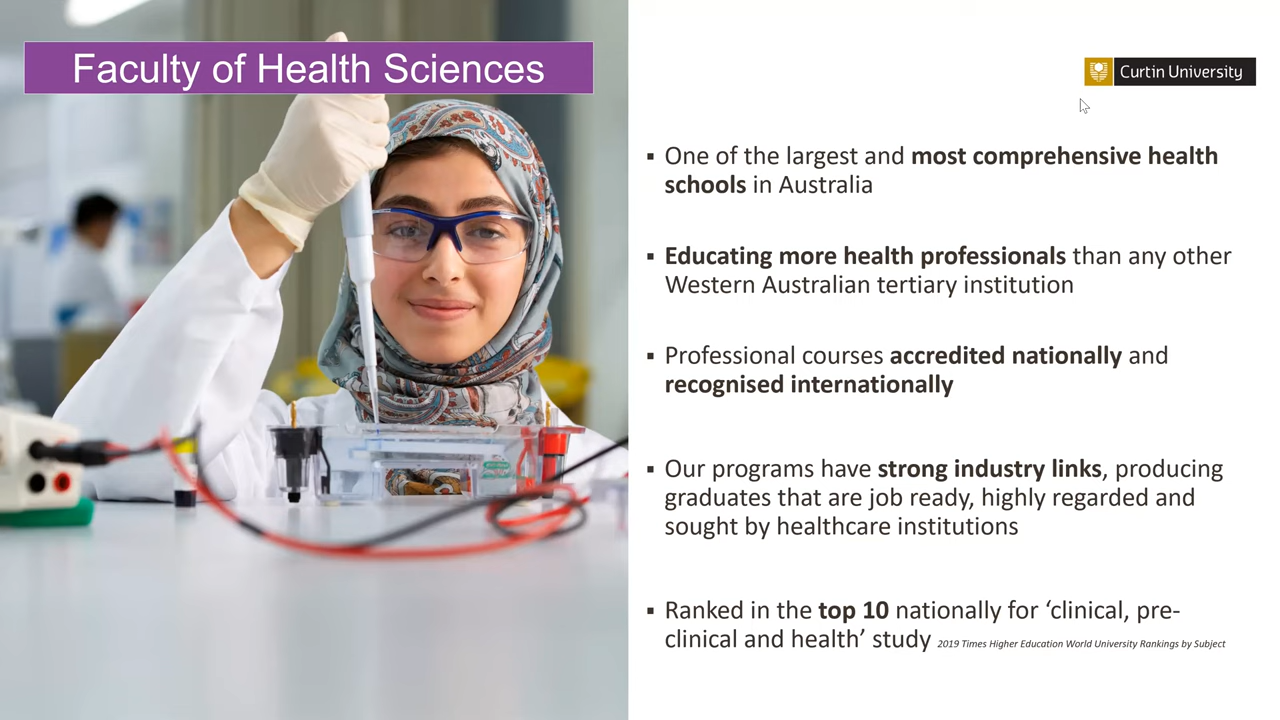 Faculty of Health Sciences
Curtin University
▪ One of the largest and most comprehensive health
schools in Australia
▪ Educating more health professionals than any other
Western Australian tertiary institution
▪ Professional courses accredited nationally and
recognised internationally
▪ Our programs have strong industry links, producing
graduates that are job ready, highly regarded and
sought by healthcare institutions
▪ Ranked in the top 10 nationally for ‘clinical, pre-
clinical and health’ study 2019 Times Higher Education World University Rankings by Subject